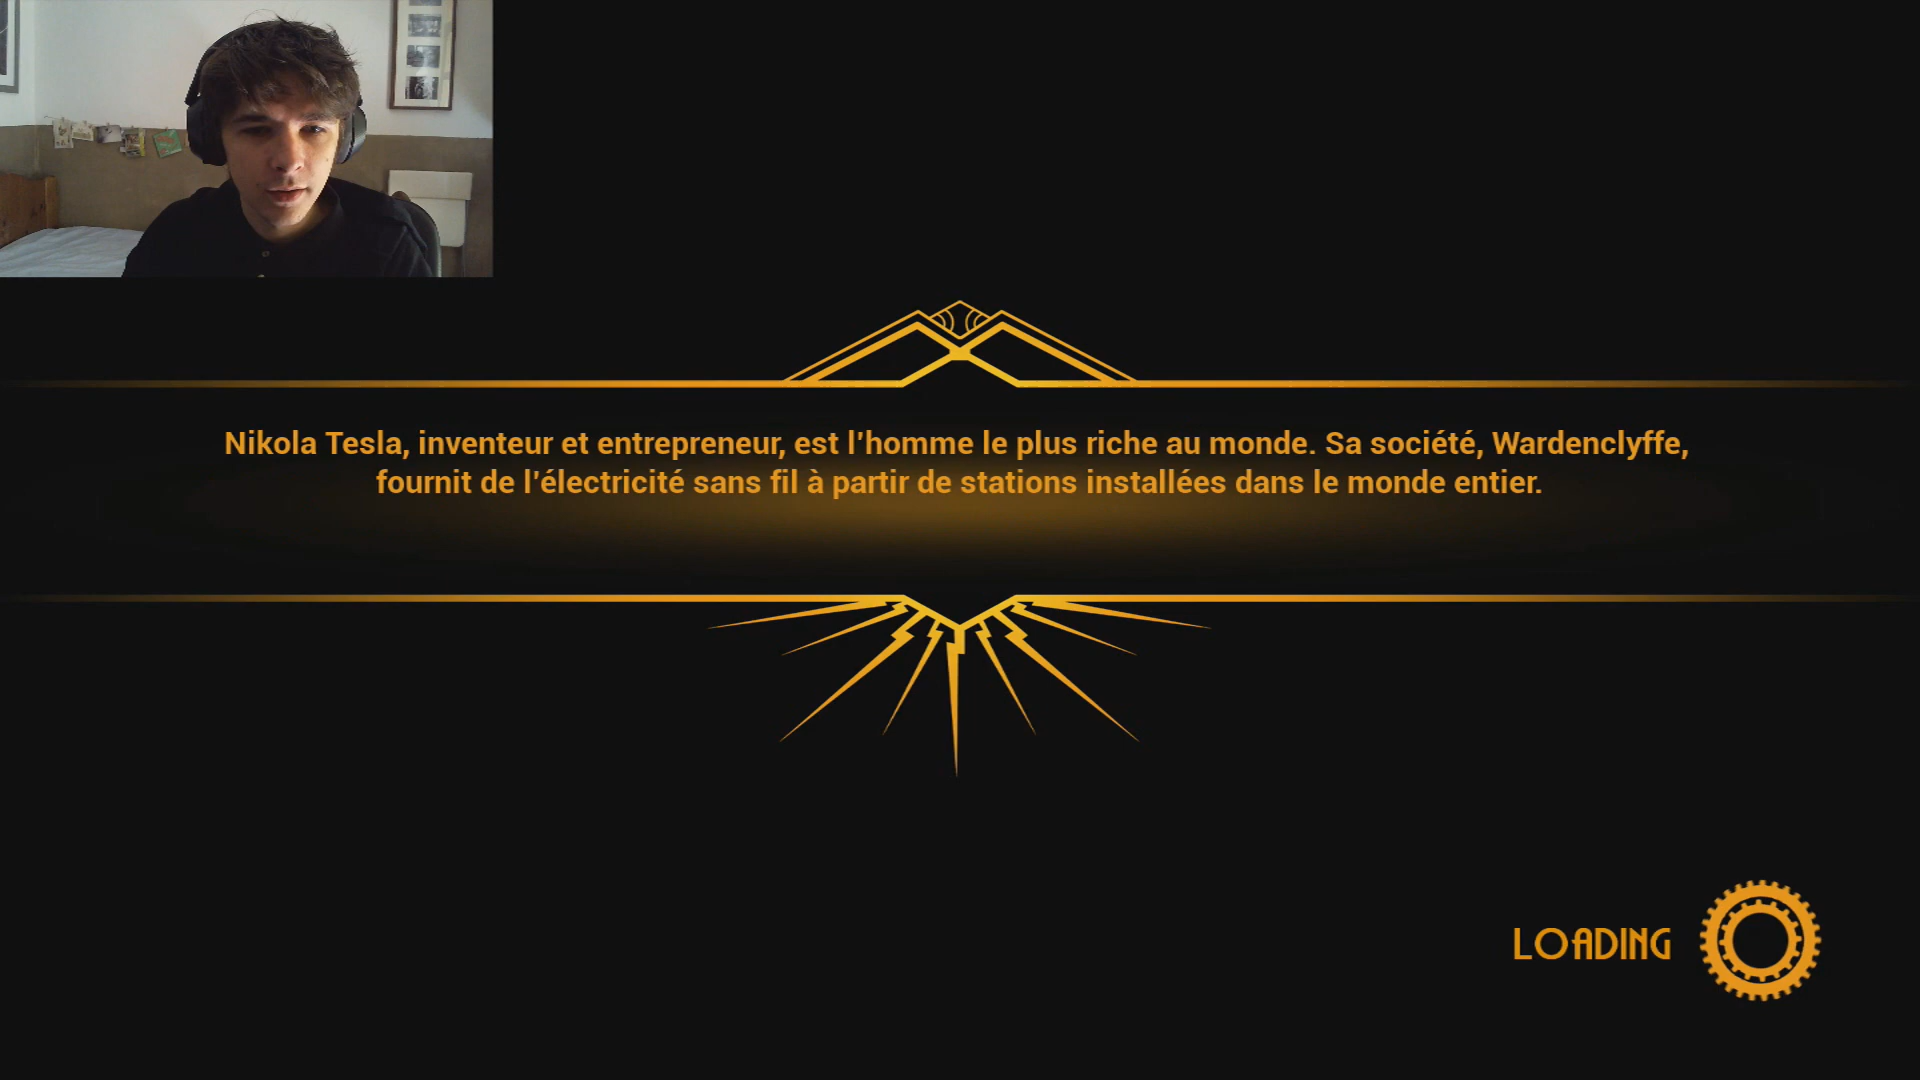 Nikola Tesla, inventeur et entrepreneur, est l'homme le plus riche au monde. Sa société, Wardenclyffe,
fournit de l'électricité sans fil à partir de stations installées dans le monde entier.
LOADING